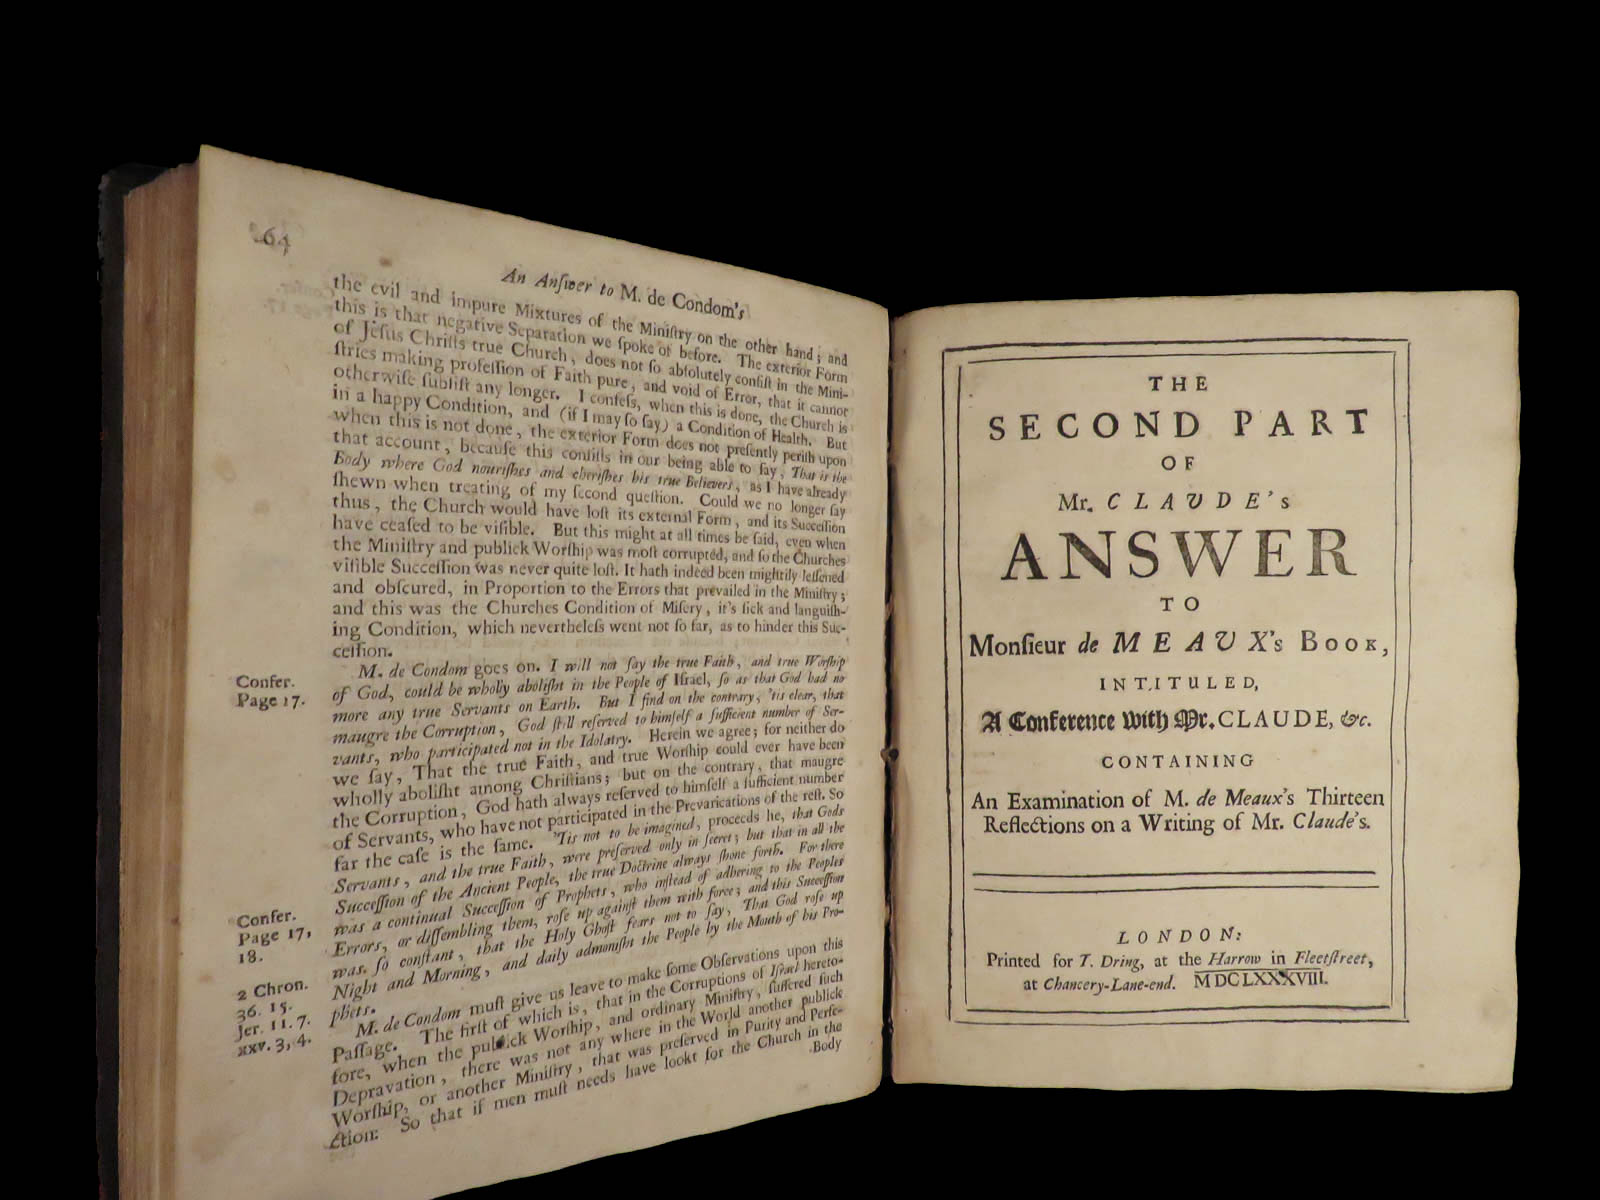 64
An Anſwer to M. de Condom's
the evil and impure Mixtures of the Miniſtry on the other hand; and
this is that negative Separation we ſpoke of before. The exterior Form
of Jeſus Chriſts true Church, does not ſo abſolutely conſiſt in the Mini-
ſtries making profeſſion of Faith pure, and void of Error, that it cannot
otherwiſe ſubſiſt any longer. I confeſs, when this is done, the Church is
in a happy Condition, and (if I may ſo ſay) a Condition of Health. But
when this is not done, the exterior Form does not preſently periſh upon
that account, becauſe this conſiſts in our being able to ſay, That is the
Body where God nouriſhes and cheriſhes his true Believers, as I have already
ſhewn when treating of my ſecond queſtion. Could we no longer ſay
thus, the Church would have loſt its external Form, and its Succeſſion
have ceaſed to be viſible. But this might at all times be ſaid, even when
the Miniſtry and publick Worſhip was moſt corrupted, and ſo the Churches
viſible Succeſſion was never quite loſt. It hath indeed been mightily leſſened
and obſcured, in Proportion to the Errors that prevailed in the Miniſtry;
and this was the Churches Condition of Miſery, it's ſick and languiſh-
ing Condition, which nevertheleſs went not ſo far, as to hinder this Suc-
ceſſion.
M. de Condom goes on. I will not ſay the true Faith, and true Worſhip
Confer.
Page 17.
of God, could be wholly aboliſht in the People of Iſrael, ſo as that God had no
more any true Servants on Earth. But I find on the contrary, 'tis clear, that
maugre the Corruption, God ſtill reſerved to himſelf a ſufficient number of Ser-
vants, who participated not in the Idolatry. Herein we agree; for neither do
we ſay, That the true Faith, and true Worſhip could ever have been
wholly aboliſht among Chriſtians; but on the contrary, that maugre
the Corruption, God hath always reſerved to himſelf a ſufficient number
of Servants, who have not participated in the Prevarications of the reſt. So
far the caſe is the ſame. 'Tis not to be imagined, proceeds he, that Gods
Servants, and the true Faith, were preſerved only in ſecret; but that in all the
Succeſſion of the Ancient People, the true Doctrine always ſhone forth. For there
Confer.
Page 17,
18.
was a continual Succeſſion of Prophets, who inſtead of adhering to the Peoples
Errors, or diſſembling them, roſe up againſt them with force; and this Succeſſion
was ſo conſtant, that the Holy Ghoſt fears not to ſay, That God roſe up
2 Chron.
36. 15.
Jer. 11. 7.
xxv. 3, 4.
Night and Morning, and daily admoniſht the People by the Mouth of his Pro-
phets.
M. de Condom muſt give us leave to make ſome Obſervations upon this
Paſſage. The firſt of which is, that in the Corruptions of Iſrael hereto-
fore, when the publick Worſhip, and ordinary Miniſtry, ſuffered ſuch
Depravation, there was not any where in the World another publick
Worſhip, or another Miniſtry, that was preſerved in Purity and Perfe-
ction: So that if men muſt needs have lookt for the Church in the
Body
THE
SECOND PART
OF
Mr. CLAUDE's
ANSWER
TO
Monſieur de MEAUX's BOOK,
INTITULED,
A Conference with Mr. CLAUDE, &c.
CONTAINING
An Examination of M. de Meaux's Thirteen
Reflections on a Writing of Mr. Claude's.
LONDON:
Printed for T. Dring, at the Harrow in Fleetſtreet,
at Chancery-Lane-end. MDCLXXXVIII.